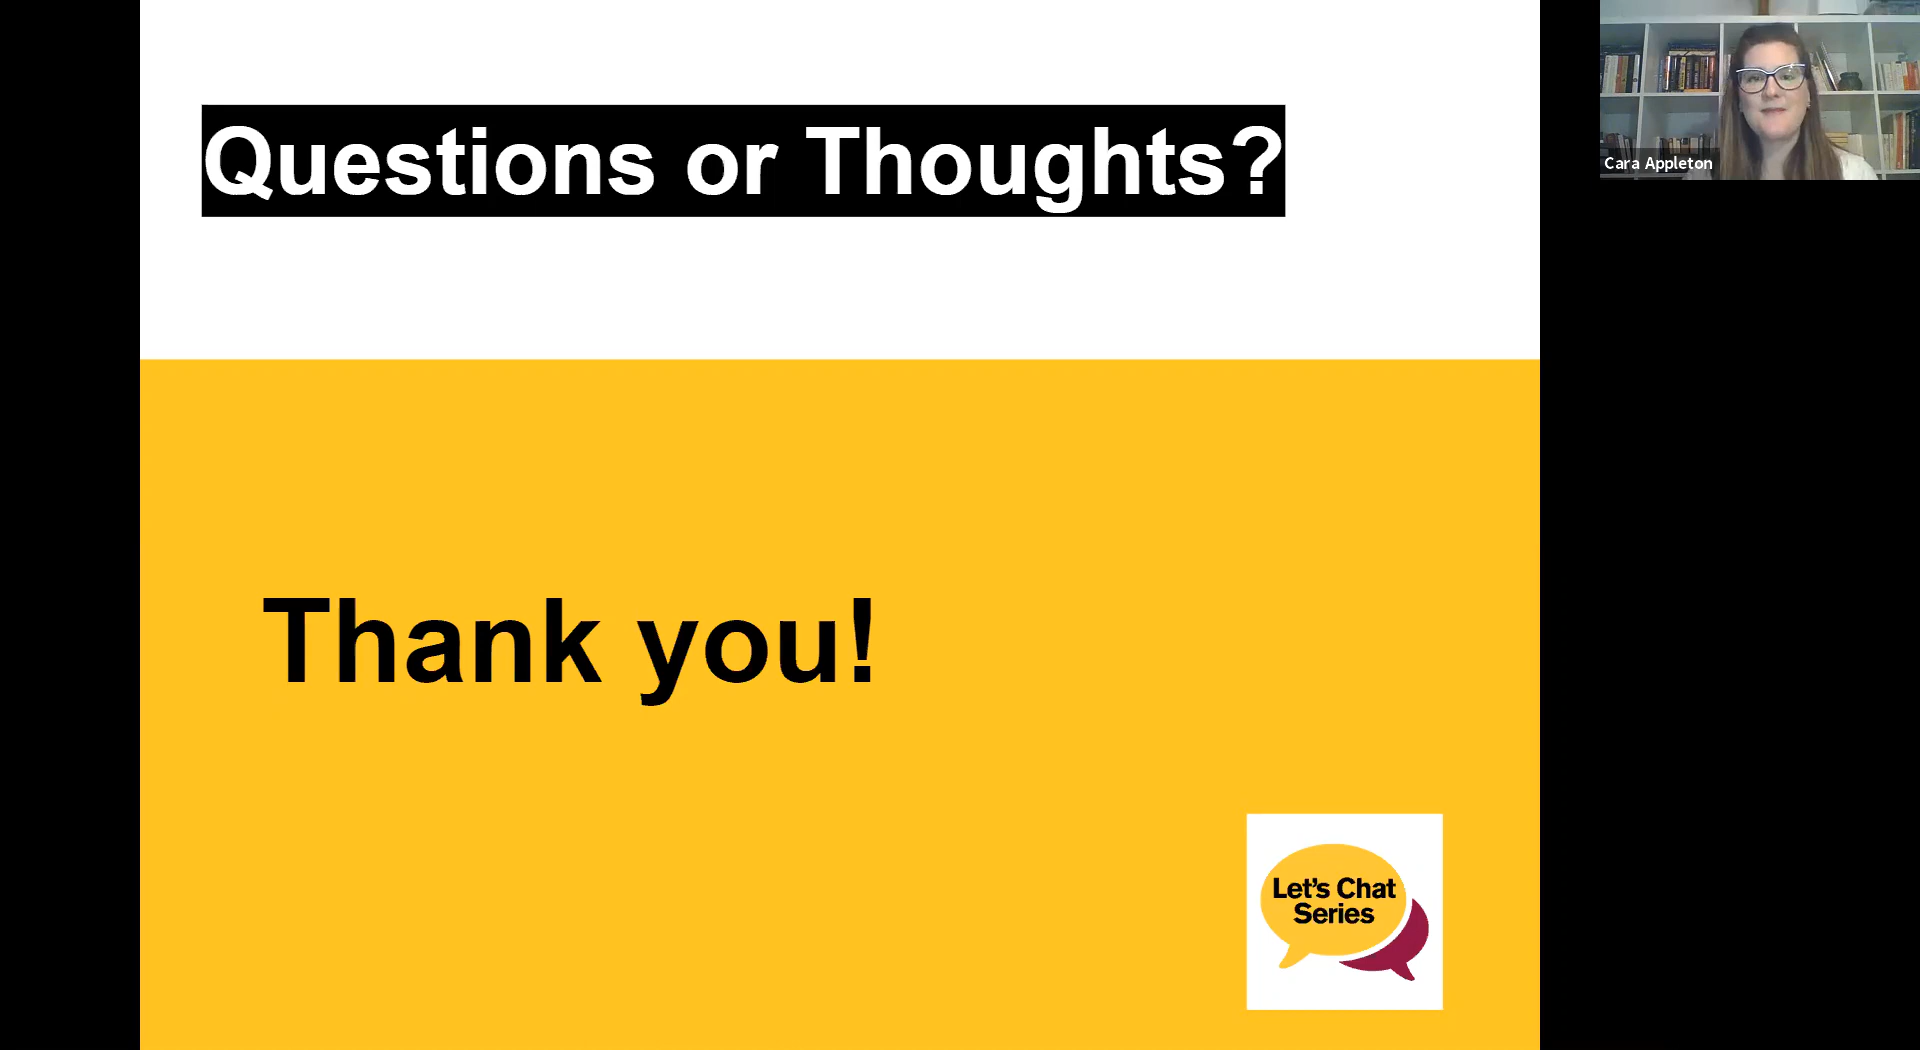 Questions or Thoughts?
Cara Appleton
Thank you!
Let's Chat
Series